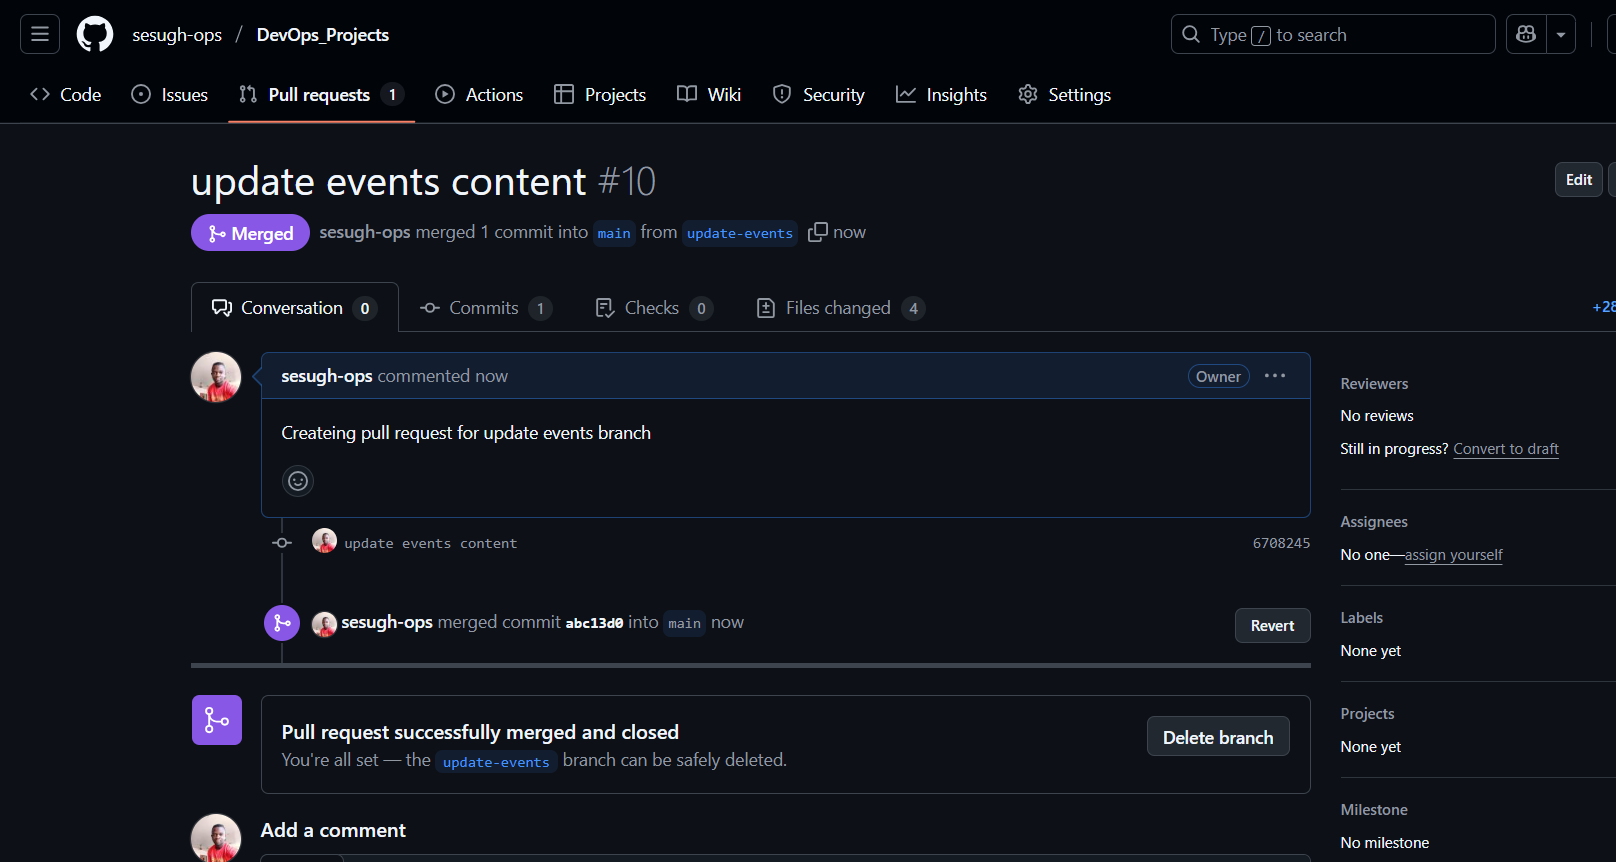 sesugh-ops / DevOps_Projects
Type / to search
Code Issues Pull requests 1 Actions Projects Wiki Security Insights Settings
update events content #10
Edit
Merged sesugh-ops merged 1 commit into main from update-events now
Conversation 0 Commits 1 Checks 0 Files changed 4
+28
sesugh-ops commented now
Owner
Createing pull request for update events branch
update events content
6708245
sesugh-ops merged commit abc13d0 into main now
Revert
Pull request successfully merged and closed
You're all set — the update-events branch can be safely deleted.
Delete branch
Add a comment
Reviewers
No reviews
Still in progress? Convert to draft
Assignees
No one—assign yourself
Labels
None yet
Projects
None yet
Milestone
No milestone